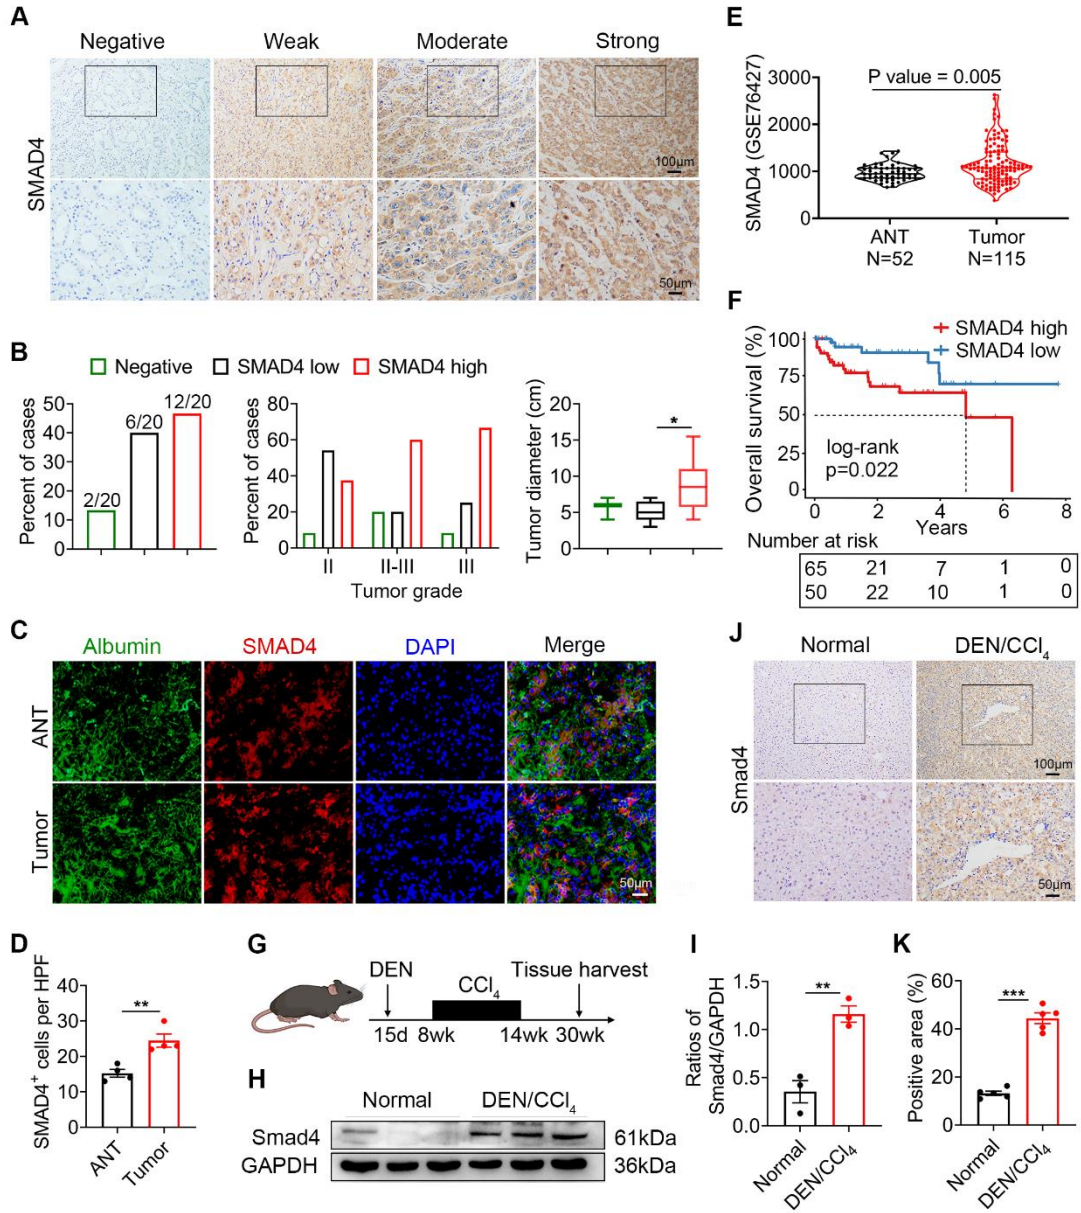 A
Negative Weak Moderate Strong
SMAD4
100μm
50μm
B
Negative SMAD4 low SMAD4 high
Percent of cases
50
40
30
20
10
0
2/20
6/20
12/20
Percent of cases
80
60
40
20
0
II II-III III
Tumor grade
Tumor diameter (cm)
20
15
10
5
0
*
C
Albumin SMAD4 DAPI Merge
ANT
Tumor
50μm
D
SMAD4⁺ cells per HPF
40
30
20
10
0
**
ANT Tumor
E
SMAD4 (GSE76427)
3000
2000
1000
0
P value = 0.005
ANT Tumor
N=52 N=115
F
Overall survival (%)
100
75
50
25
0
SMAD4 high
SMAD4 low
log-rank
p=0.022
0 2 4 6 8
Years
Number at risk
65 21 7 1 0
50 22 10 1 0
G
DEN CCl₄ Tissue harvest
15d 8wk 14wk 30wk
H
Normal DEN/CCl₄
Smad4 61kDa
GAPDH 36kDa
I
Ratios of
Smad4/GAPDH
1.5
1.0
0.5
0.0
**
Normal DEN/CCl₄
J
Normal DEN/CCl₄
Smad4
100μm
50μm
K
Positive area (%)
60
40
20
0
***
Normal DEN/CCl₄